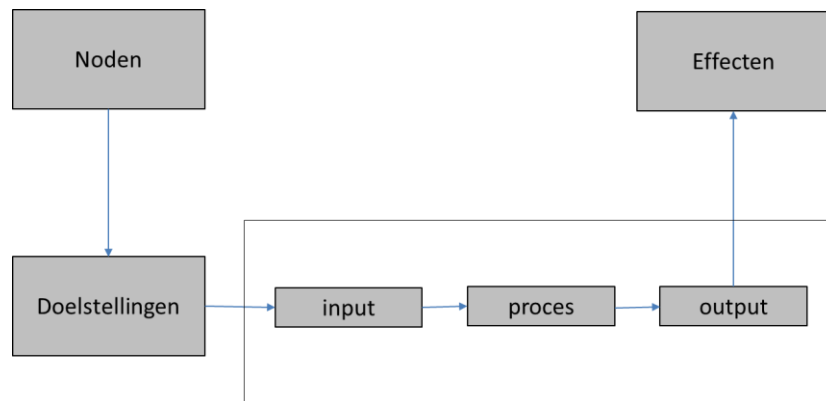 Noden
Effecten
Doelstellingen
input
proces
output